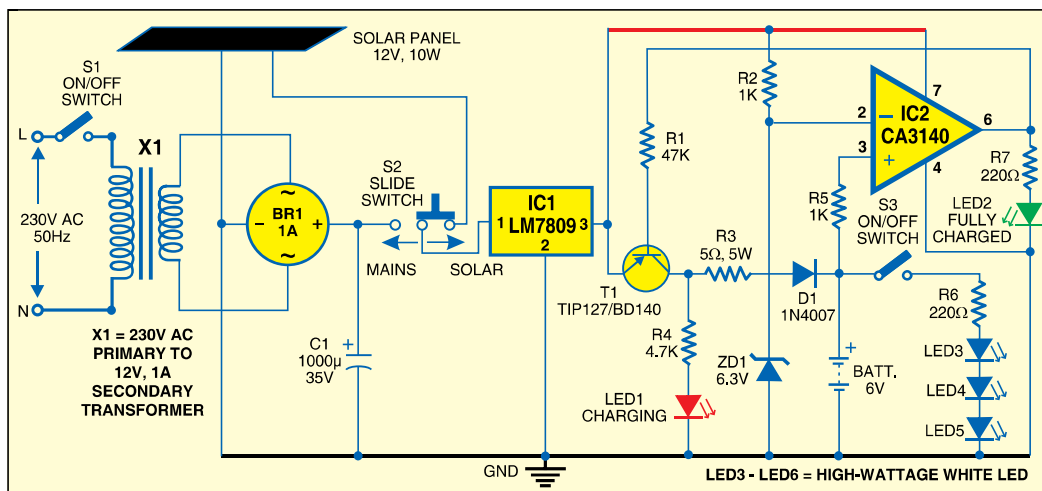 SOLAR PANEL
12V, 10W
S1
ON/OFF
SWITCH
L
N
230V AC
50Hz
X1
X1 = 230V AC
PRIMARY TO
12V, 1A
SECONDARY
TRANSFORMER
~
− BR1 +
1A
~
C1
1000µ
35V
+
S2
SLIDE
SWITCH
MAINS
SOLAR
IC1
1 LM7809 3
2
GND
R1
47K
T1
TIP127/BD140
R2
1K
R3
5Ω, 5W
R4
4.7K
LED1
CHARGING
ZD1
6.3V
D1
1N4007
R5
1K
+
BATT.
6V
7
2 − IC2 6
3 + CA3140
4
S3
ON/OFF
SWITCH
R7
220Ω
LED2
FULLY
CHARGED
R6
220Ω
LED3
LED4
LED5
LED3 - LED6 = HIGH-WATTAGE WHITE LED